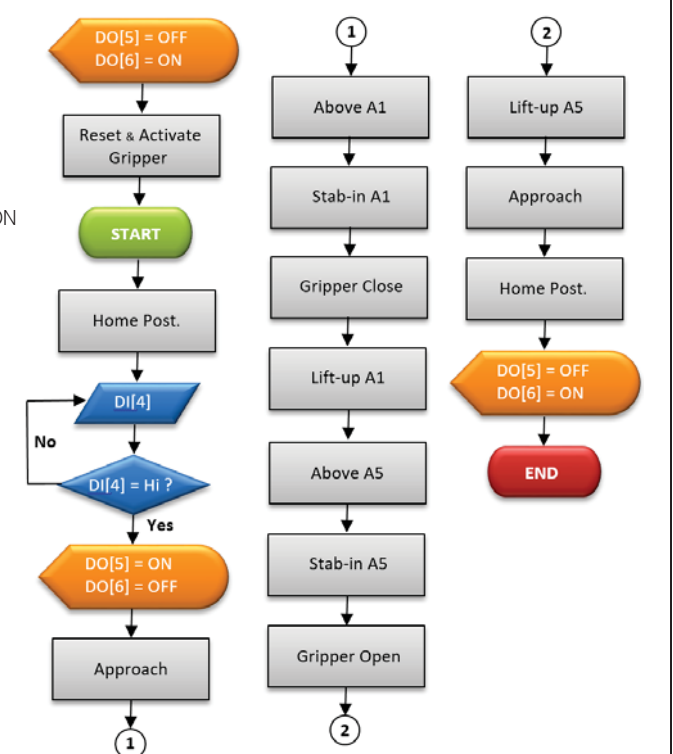 DO[5] = OFF
DO[6] = ON
Reset & Activate
Gripper
ON
START
Home Post.
DI[4]
No
DI[4] = Hi ?
Yes
DO[5] = ON
DO[6] = OFF
Approach
1
1
Above A1
Stab-in A1
Gripper Close
Lift-up A1
Above A5
Stab-in A5
Gripper Open
2
2
Lift-up A5
Approach
Home Post.
DO[5] = OFF
DO[6] = ON
END